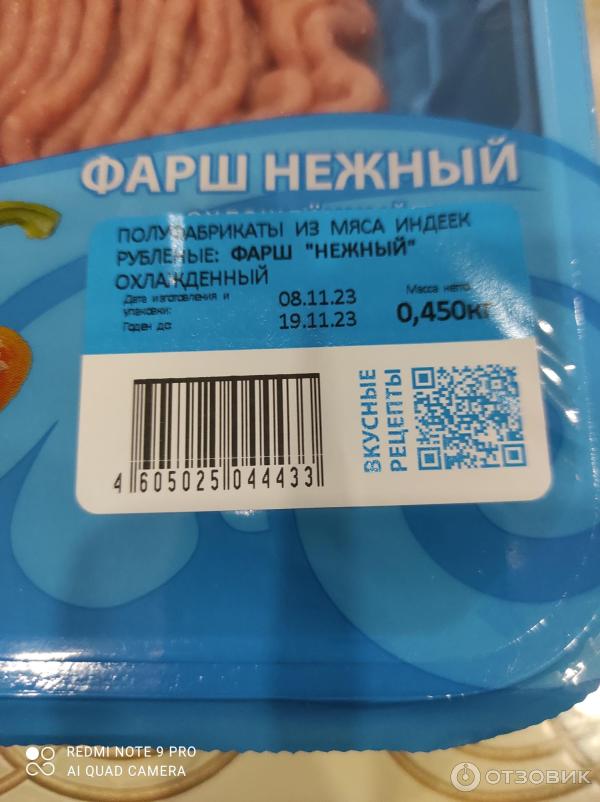 ФАРШ НЕЖНЫЙ
ПОЛУФАБРИКАТЫ ИЗ МЯСА ИНДЕЕК
РУБЛЕНЫЕ: ФАРШ "НЕЖНЫЙ"
ОХЛАЖДЕННЫЙ
Дата изготовления и
упаковки:
08.11.23
Годен до:
19.11.23
Масса нетто:
0,450кг
4 605025 044433
ВКУСНЫЕ
РЕЦЕПТЫ
REDMI NOTE 9 PRO
AI QUAD CAMERA
ОТЗОВИК